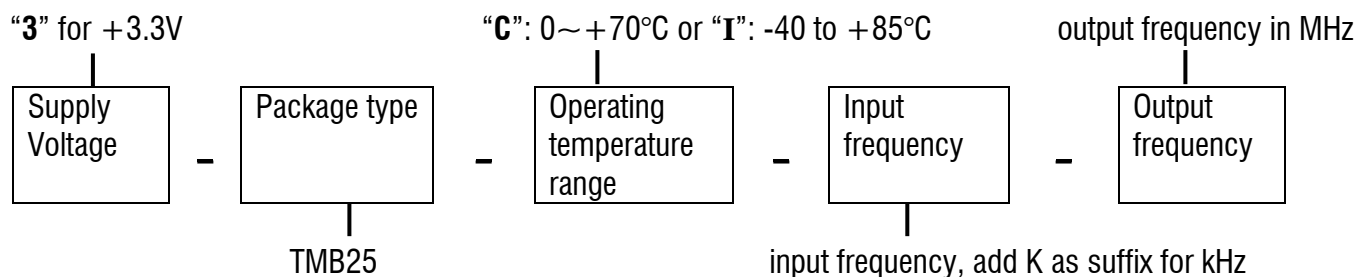 “3” for +3.3V
“C”: 0~+70°C or “I”: -40 to +85°C
output frequency in MHz
Supply
Voltage
–
Package type
–
Operating
temperature
range
–
Input
frequency
–
Output
frequency
TMB25
input frequency, add K as suffix for kHz